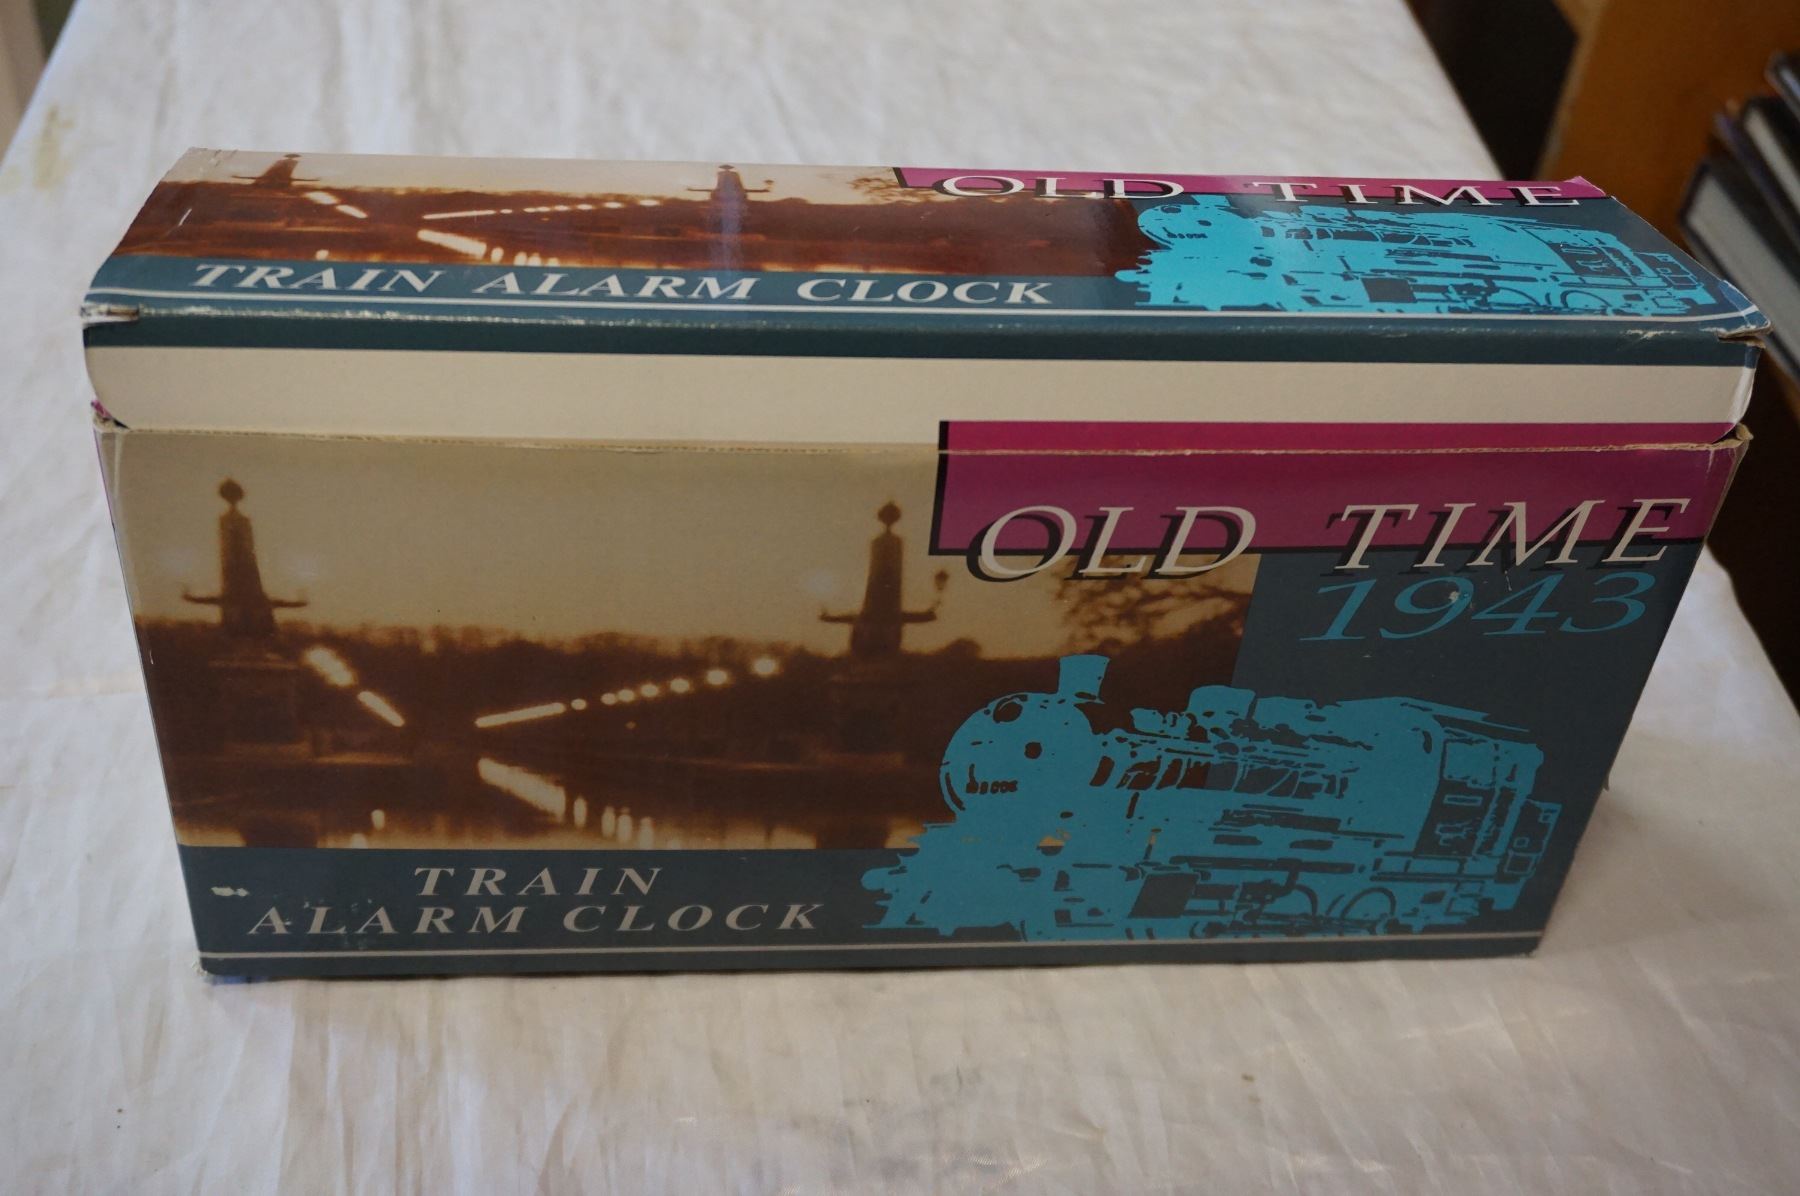 OLD TIME
TRAIN ALARM CLOCK
OLD TIME
1943
TRAIN
ALARM CLOCK